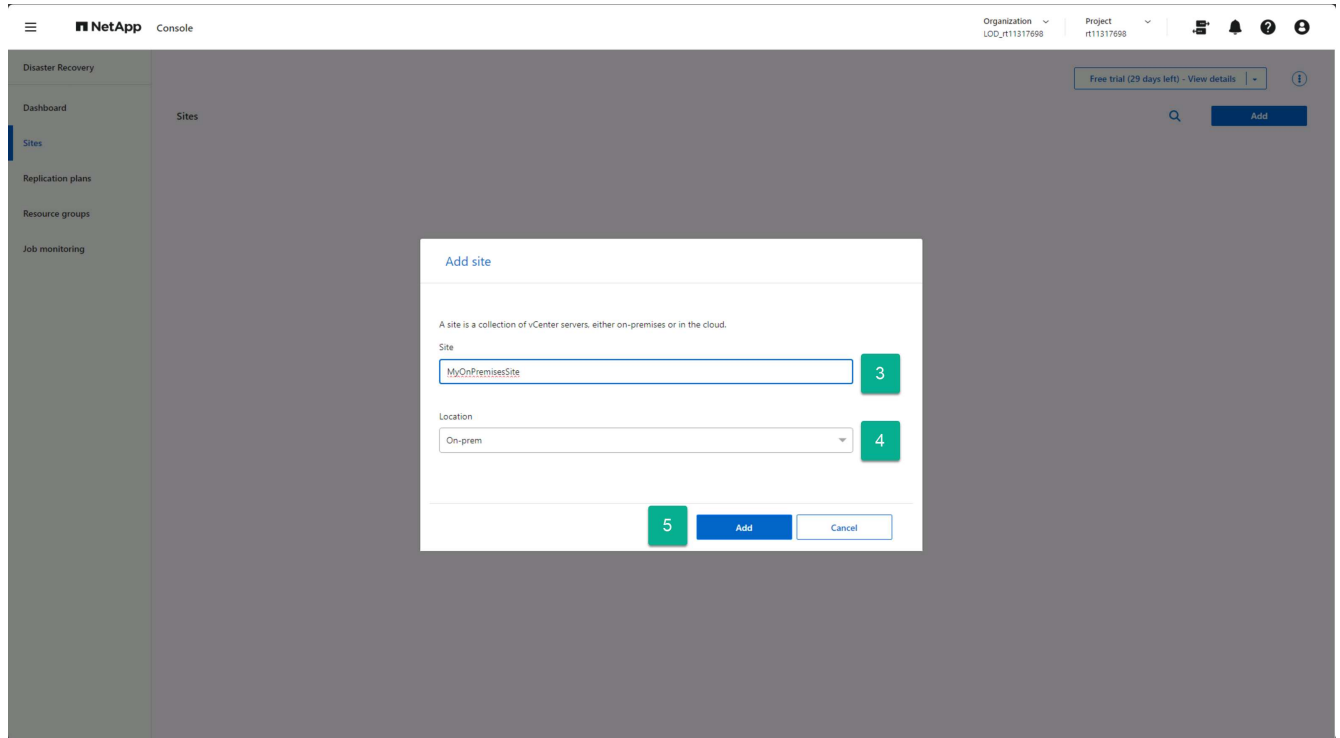 NetApp Console
Organization
LOD_rt11317698
Project
rt11317698
Disaster Recovery
Dashboard
Sites
Replication plans
Resource groups
Job monitoring
Free trial (29 days left) - View details
Sites
Add
Add site
A site is a collection of vCenter servers, either on-premises or in the cloud.
Site
MyOnPremisesSite
3
Location
On-prem
4
5
Add
Cancel